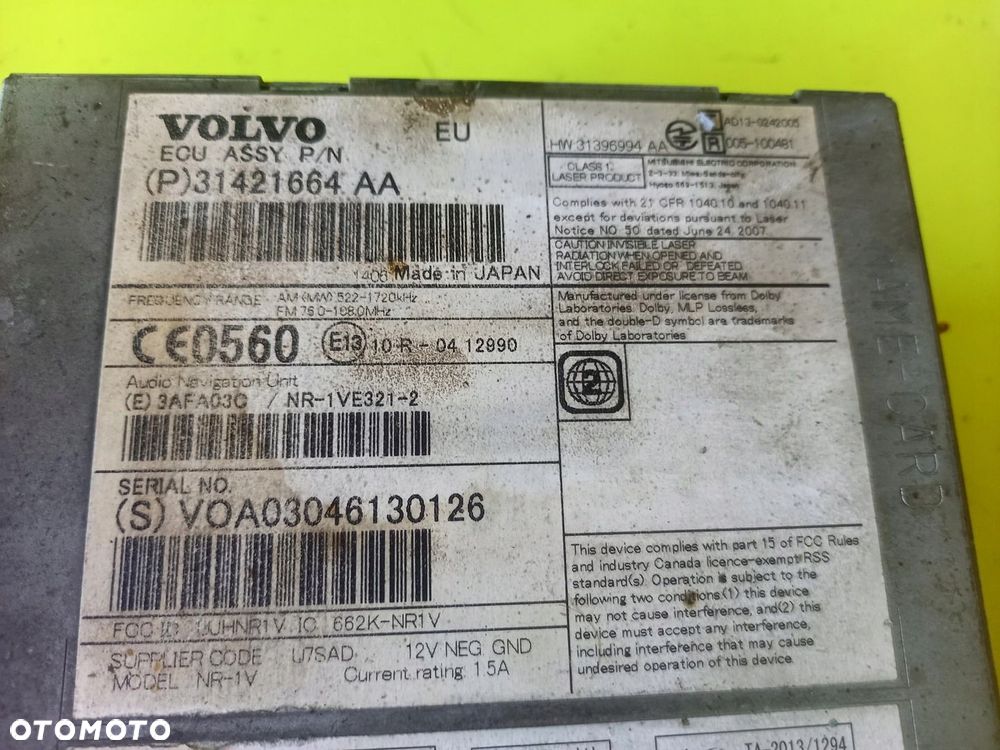 VOLVO EU
ECU ASSY P/N
(P)31421664 AA
1406 Made in JAPAN
FREQUENCY RANGE AM (MW) 522-1720kHz
FM 76.0-108.0MHz
CE0560 E13 10 R - 04 12990
Audio Navigation Unit
(E) 3AFA03C / NR-1VE321-2
SERIAL NO.
(S) VOA03046130126
FCC ID UUHNR1V IC 662K-NR1V
SUPPLIER CODE U7SAD 12V NEG GND
MODEL NR-1V Current rating 15A
HW 31396994 AA
AD13-0242005
R 005-100481
CLASS 1
LASER PRODUCT
MITSUBISHI ELECTRIC CORPORATION
Hyogo 669-1513, Japan
Complies with 21 CFR 1040.10 and 1040.11
except for deviations pursuant to Laser
Notice NO. 50 dated June 24, 2007.
CAUTION INVISIBLE LASER
RADIATION WHEN OPENED AND
INTERLOCK FAILED OR DEFEATED.
AVOID DIRECT EXPOSURE TO BEAM
Manufactured under license from Dolby
Laboratories. Dolby, MLP Lossless,
and the double-D symbol are trademarks
of Dolby Laboratories
2
This device complies with part 15 of FCC Rules
and industry Canada licence-exempt RSS
standard(s). Operation is subject to the
following two conditions:(1) this device
may not cause interference, and(2) this
device must accept any interference,
including interference that may cause
undesired operation of this device.
TA-2013/1294
OTOMOTO